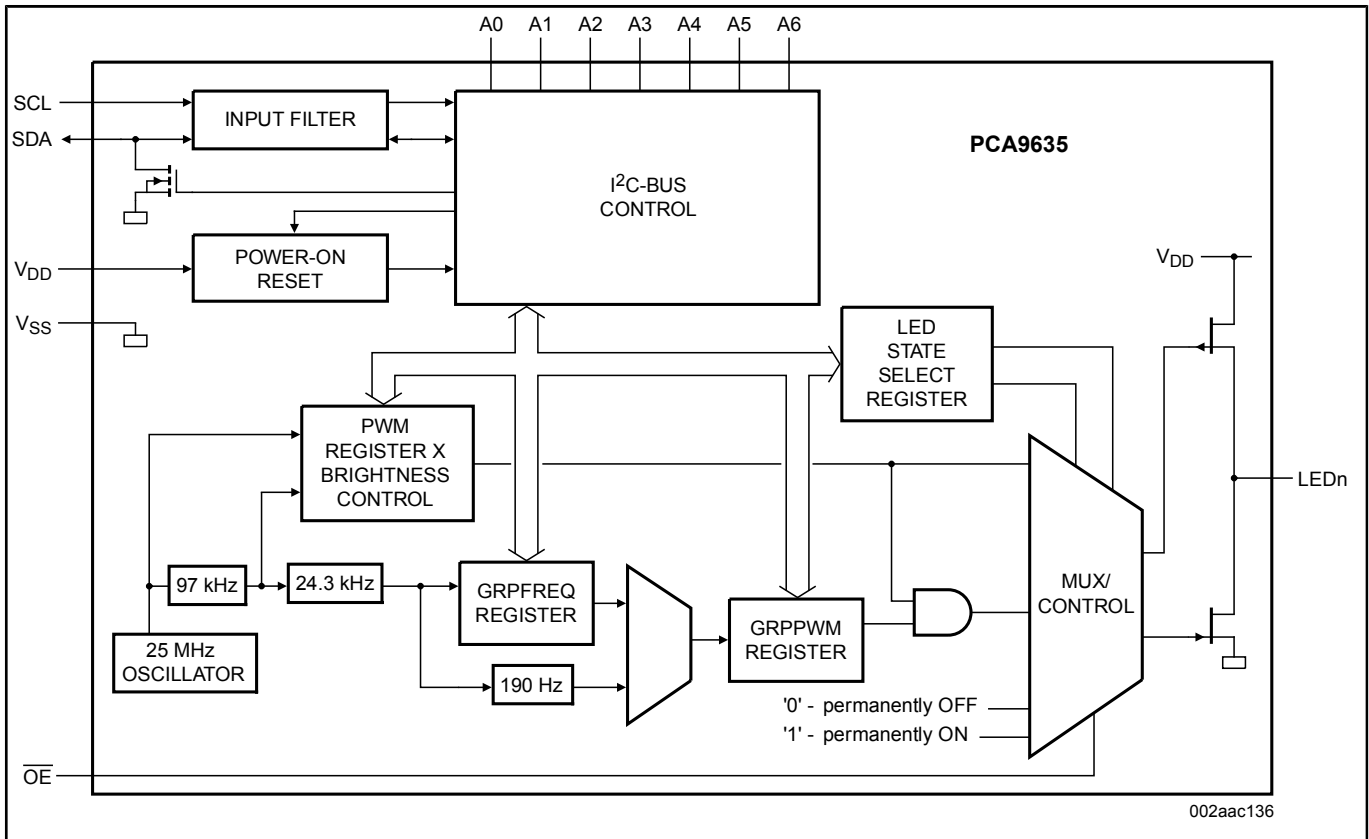 A0 A1 A2 A3 A4 A5 A6
SCL
SDA
INPUT FILTER
PCA9635
I²C-BUS
CONTROL
POWER-ON
RESET
VDD
VSS
VDD
LED
STATE
SELECT
REGISTER
PWM
REGISTER X
BRIGHTNESS
CONTROL
LEDn
97 kHz
24.3 kHz
GRPFREQ
REGISTER
MUX/
CONTROL
GRPPWM
REGISTER
25 MHz
OSCILLATOR
190 Hz
'0' - permanently OFF
'1' - permanently ON
O̅E̅
002aac136